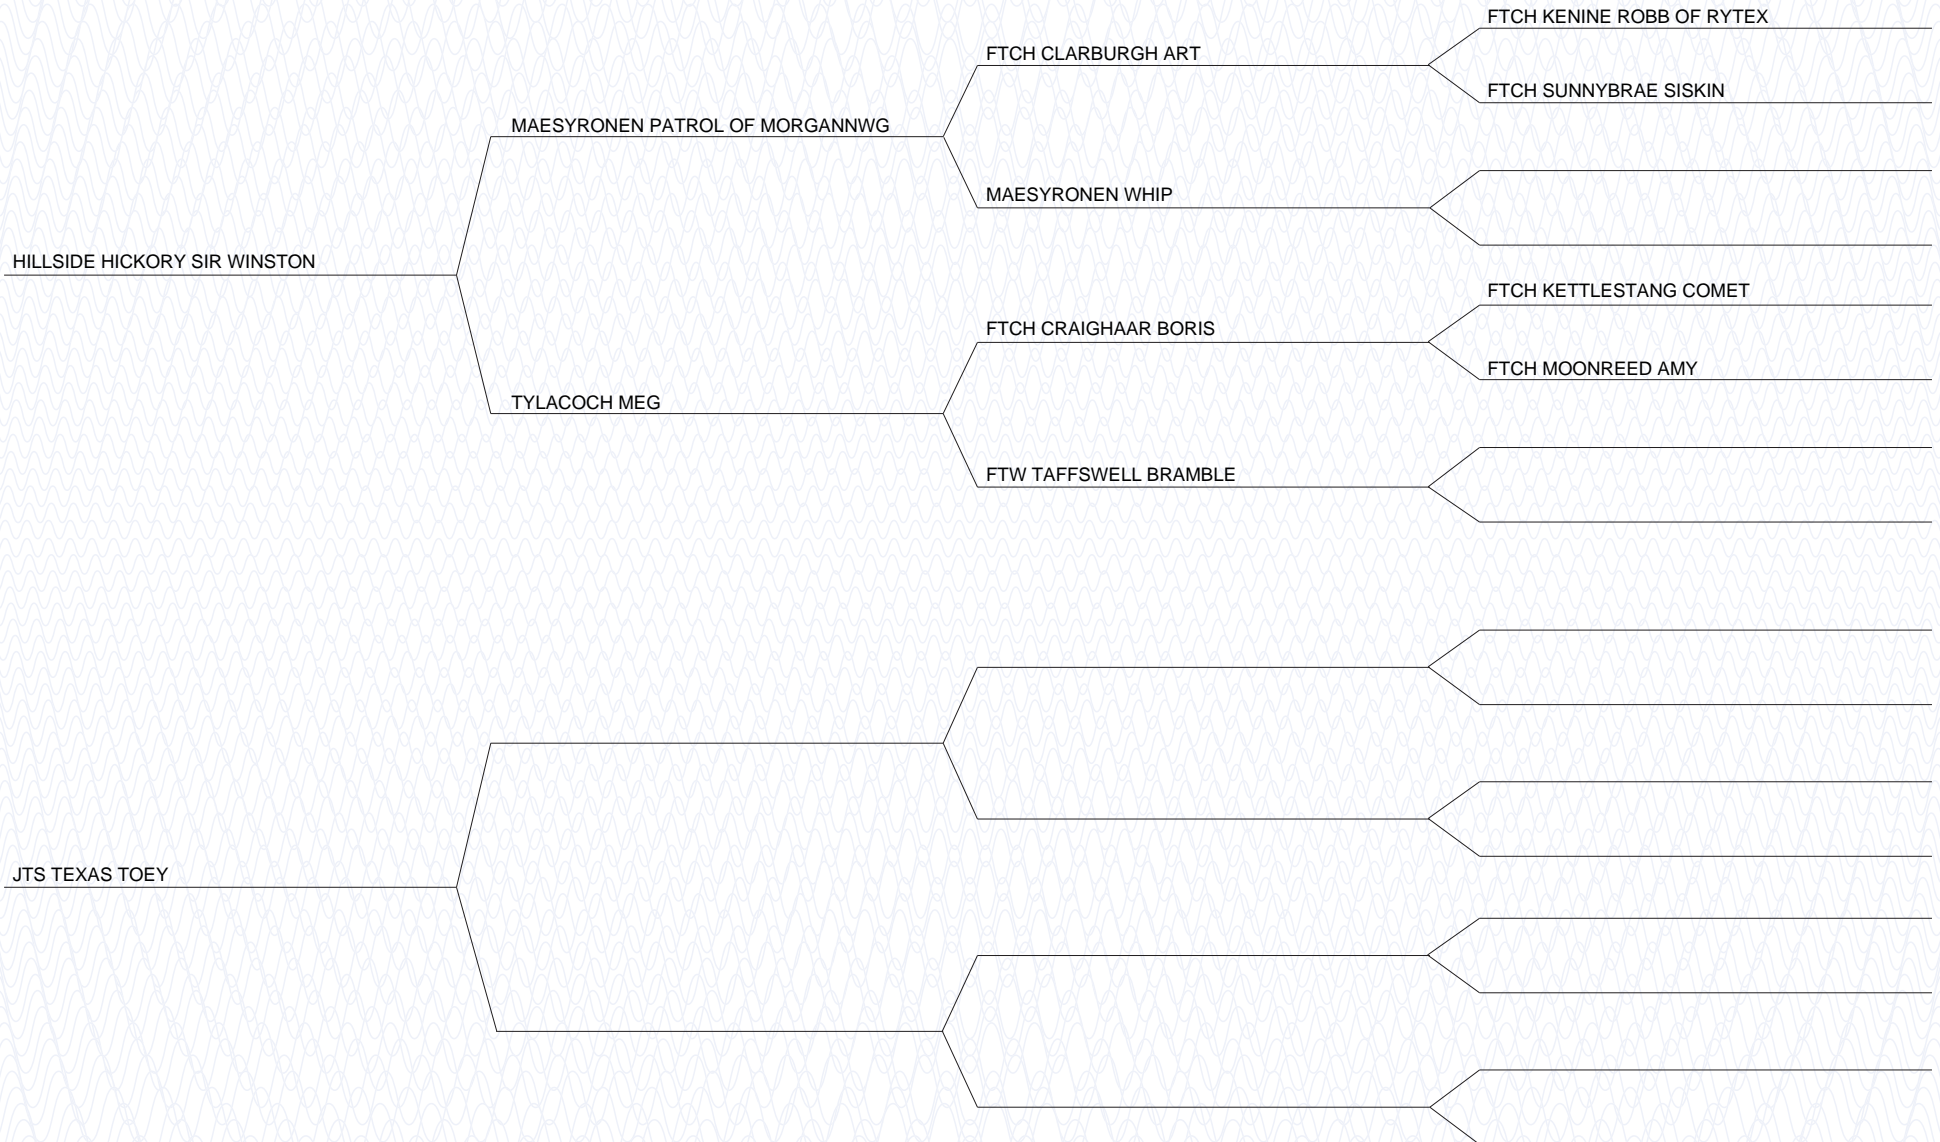 FTCH KENINE ROBB OF RYTEX
FTCH CLARBURGH ART
FTCH SUNNYBRAE SISKIN
MAESYRONEN PATROL OF MORGANNWG
MAESYRONEN WHIP
HILLSIDE HICKORY SIR WINSTON
FTCH KETTLESTANG COMET
FTCH CRAIGHAAR BORIS
FTCH MOONREED AMY
TYLACOCH MEG
FTW TAFFSWELL BRAMBLE
JTS TEXAS TOEY